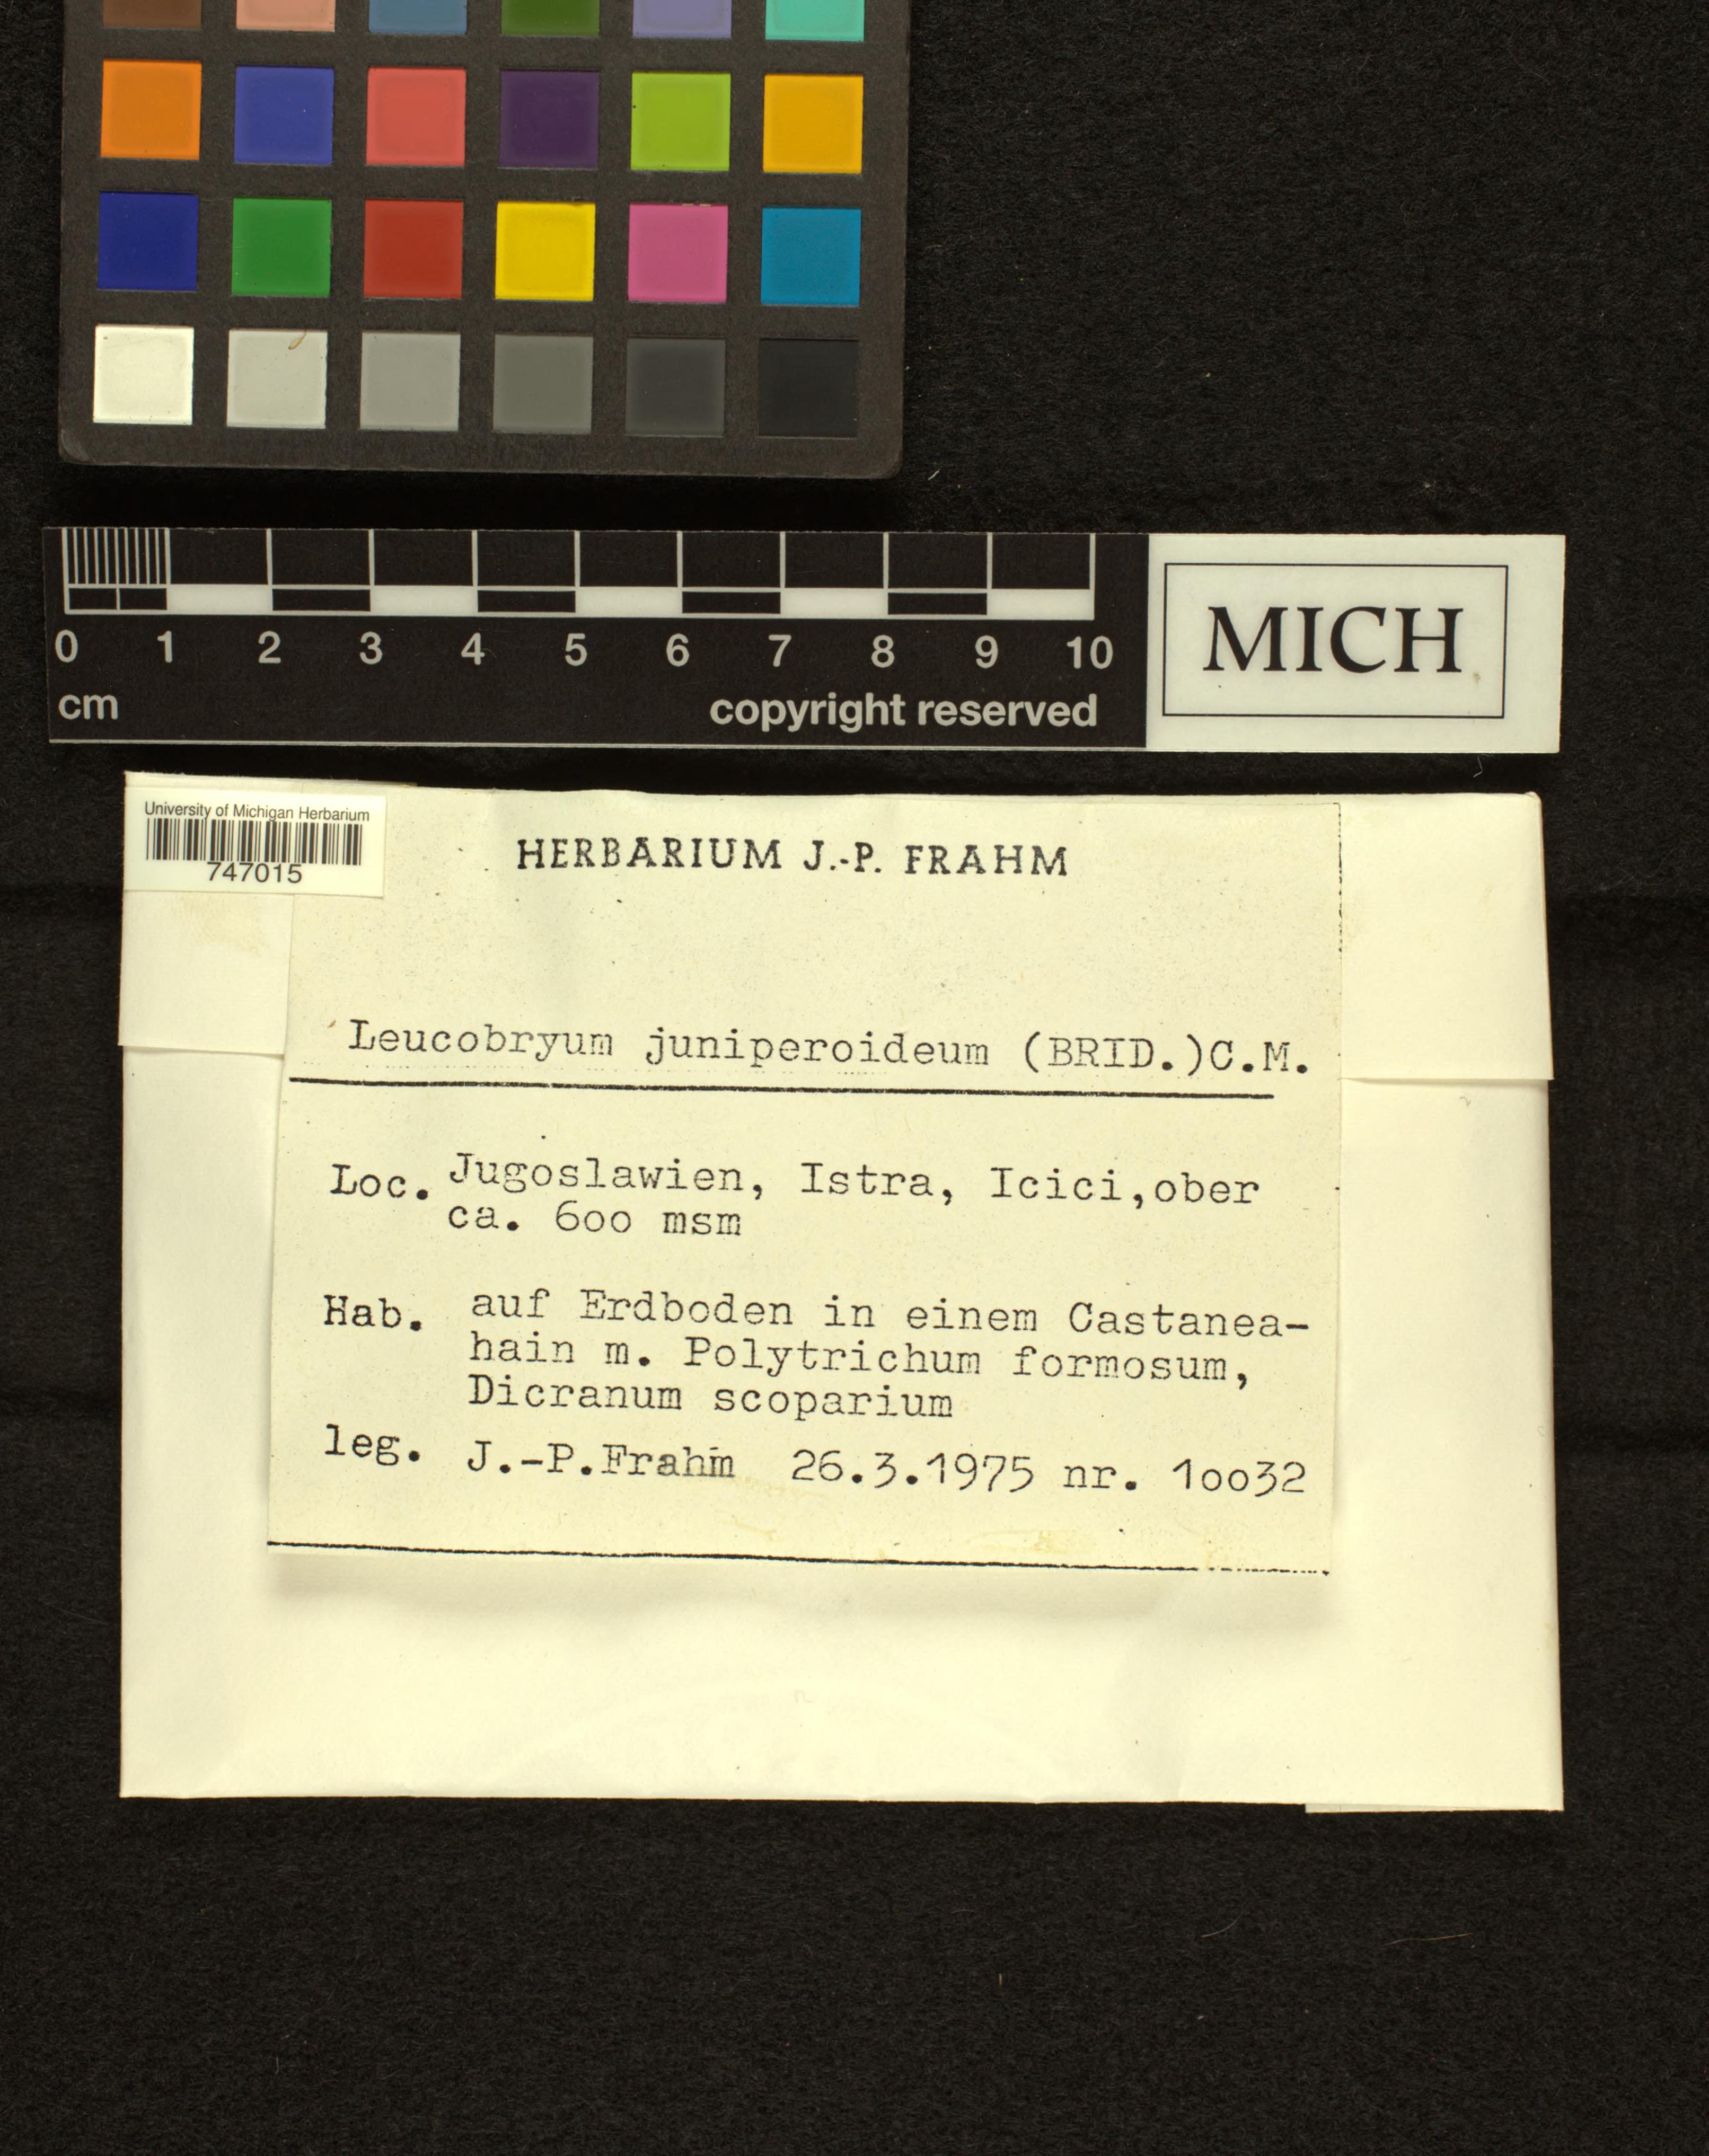 0 1 2 3 4 5 6 7 8 9 10
cm copyright reserved
MICH
University of Michigan Herbarium
747015
HERBARIUM J.-P. FRAHM
Leucobryum juniperoideum (BRID.)C.M.
Loc. Jugoslawien, Istra, Icici,ober
ca. 6oo msm
Hab. auf Erdboden in einem Castanea-
hain m. Polytrichum formosum,
Dicranum scoparium
leg. J.-P.Frahm 26.3.1975 nr. 1oo32